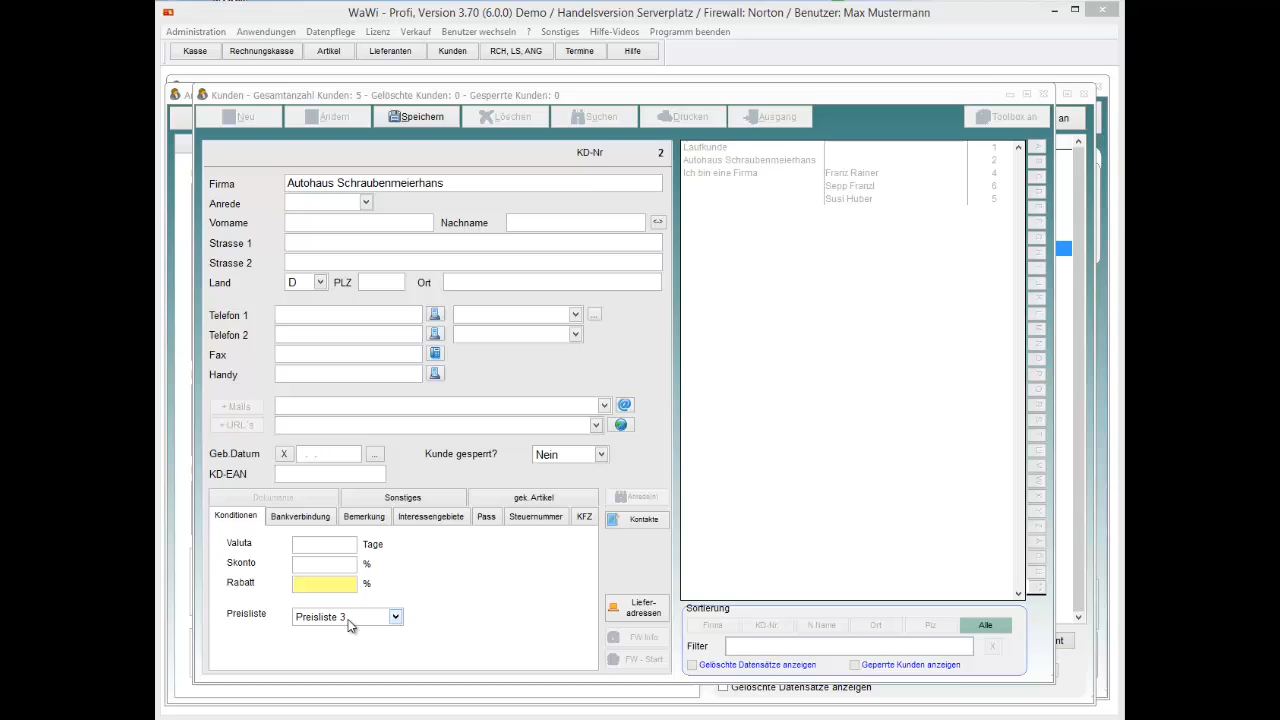 WaWi - Profi, Version 3.70 (6.0.0) Demo / Handelsversion Serverplatz / Firewall: Norton / Benutzer: Max Mustermann
Administration Anwendungen Datenpflege Lizenz Verkauf Benutzer wechseln ? Sonstiges Hilfe-Videos Programm beenden
Kasse Rechnungskasse Artikel Lieferanten Kunden RCH, LS, ANG Termine Hilfe
Kunden - Gesamtanzahl Kunden: 5 - Gelöschte Kunden: 0 - Gesperrte Kunden: 0
Neu Ändern Speichern Löschen Suchen Drucken Ausgang Toolbox an an
KD-Nr 2
Firma Autohaus Schraubenmeierhans
Anrede
Vorname Nachname <->
Strasse 1
Strasse 2
Land D PLZ Ort
Telefon 1 ...
Telefon 2
Fax
Handy
+ Mails @
+ URL´s
Geb.Datum X . . ... Kunde gesperrt? Nein
KD-EAN
Dokumente Sonstiges gek. Artikel Anrede(n)
Konditionen Bankverbindung Bemerkung Interessengebiete Pass Steuernummer KFZ Kontakte
Valuta Tage
Skonto %
Rabatt %
Preisliste Preisliste 3
Liefer-
adressen
FW Info
FW - Start
Laufkunde 1
Autohaus Schraubenmeierhans 2
Ich bin eine Firma Franz Rainer 4
Sepp Franzl 6
Susi Huber 5
Sortierung
Firma KD-Nr. N.Name Ort Plz Alle
Filter X
Gelöschte Datensätze anzeigen Geperrte Kunden anzeigen
Gelöschte Datensätze anzeigen